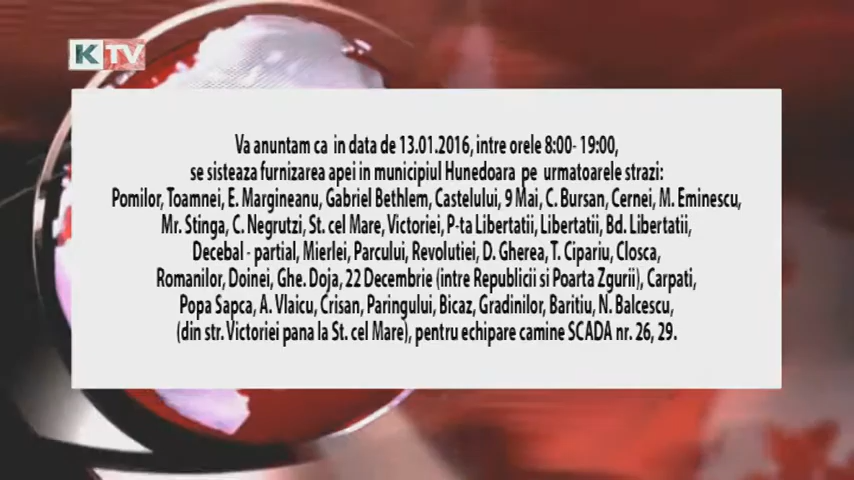 KTV
Va anuntam ca in data de 13.01.2016, intre orele 8:00- 19:00,
se sisteaza furnizarea apei in municipiul Hunedoara pe urmatoarele strazi:
Pomilor, Toamnei, E. Margineanu, Gabriel Bethlem, Castelului, 9 Mai, C. Bursan, Cernei, M. Eminescu,
Mr. Stinga, C. Negrutzi, St. cel Mare, Victoriei, P-ta Libertatii, Libertatii, Bd. Libertatii,
Decebal - partial, Mierlei, Parcului, Revolutiei, D. Gherea, T. Cipariu, Closca,
Romanilor, Doinei, Ghe. Doja, 22 Decembrie (intre Republicii si Poarta Zgurii), Carpati,
Popa Sapca, A. Vlaicu, Crisan, Paringului, Bicaz, Gradinilor, Baritiu, N. Balcescu,
(din str. Victoriei pana la St. cel Mare), pentru echipare camine SCADA nr. 26, 29.